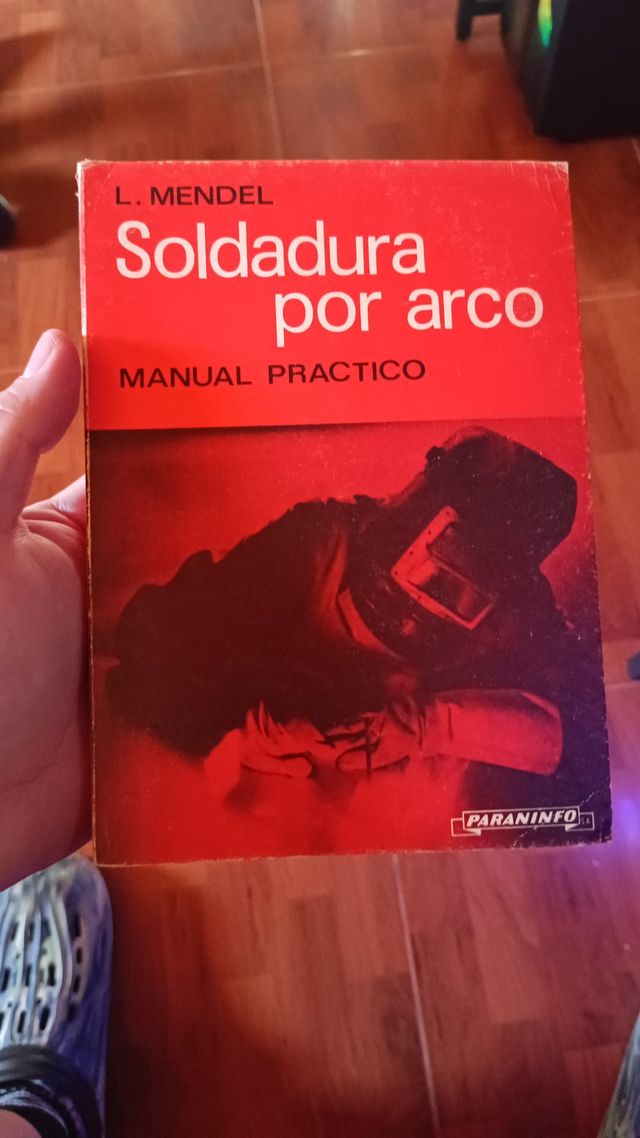 L. MENDEL
Soldadura
por arco
MANUAL PRACTICO
PARANINFO S.A.